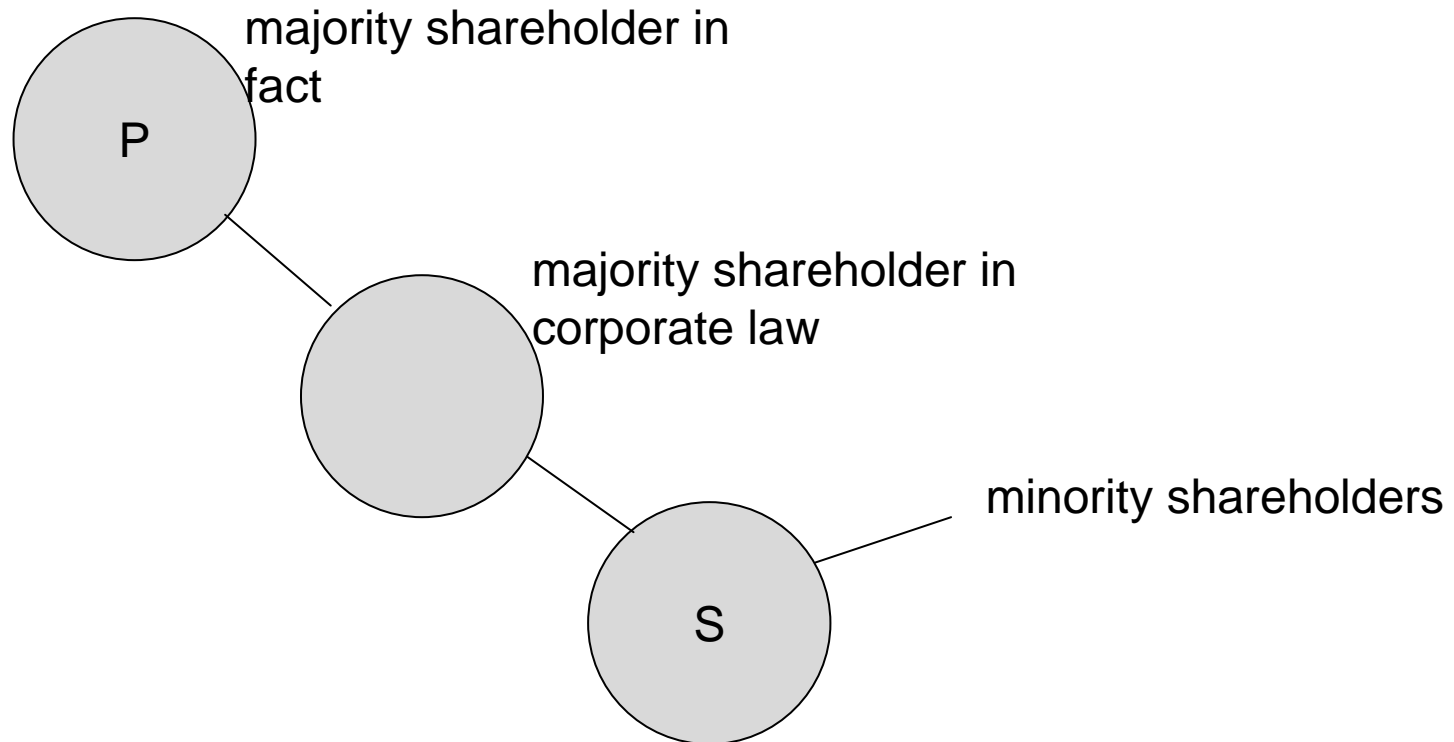 majority shareholder in
fact
P
majority shareholder in
corporate law
minority shareholders
S